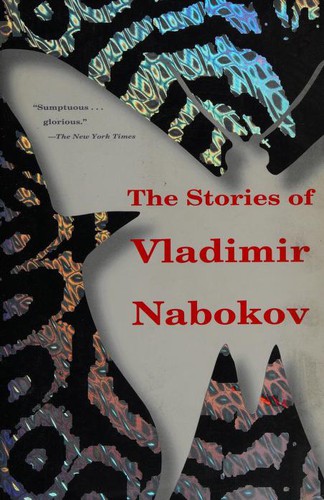 “Sumptuous . . .
glorious.”
—The New York Times
The Stories of
Vladimir
Nabokov